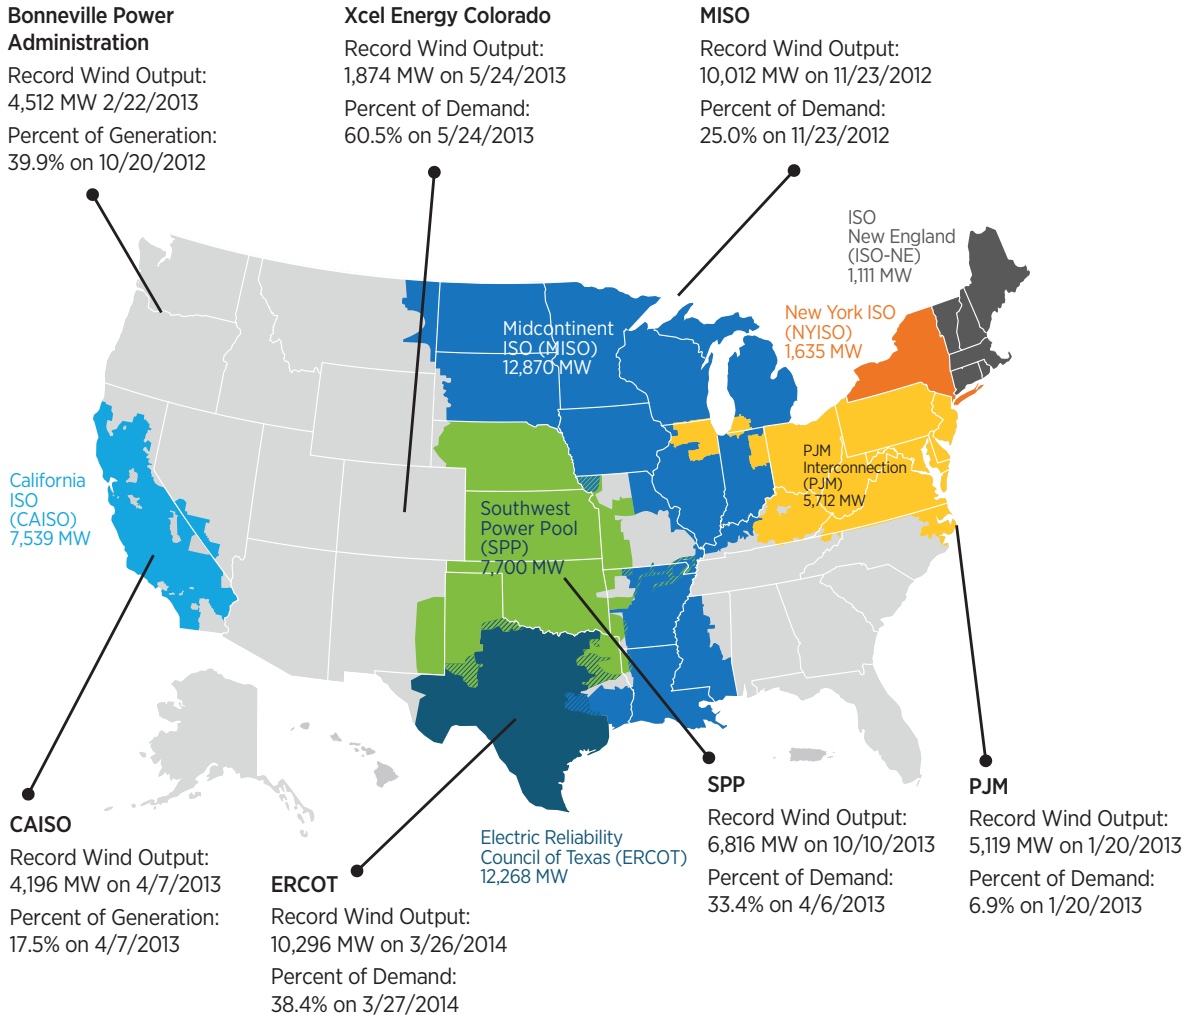 Bonneville Power
Administration
Record Wind Output:
4,512 MW 2/22/2013
Percent of Generation:
39.9% on 10/20/2012
Xcel Energy Colorado
Record Wind Output:
1,874 MW on 5/24/2013
Percent of Demand:
60.5% on 5/24/2013
MISO
Record Wind Output:
10,012 MW on 11/23/2012
Percent of Demand:
25.0% on 11/23/2012
ISO
New England
(ISO-NE)
1,111 MW
New York ISO
(NYISO)
1,635 MW
Midcontinent
ISO (MISO)
12,870 MW
PJM
Interconnection
(PJM)
5,712 MW
California
ISO
(CAISO)
7,539 MW
Southwest
Power Pool
(SPP)
7,700 MW
Electric Reliability
Council of Texas (ERCOT)
12,268 MW
CAISO
Record Wind Output:
4,196 MW on 4/7/2013
Percent of Generation:
17.5% on 4/7/2013
ERCOT
Record Wind Output:
10,296 MW on 3/26/2014
Percent of Demand:
38.4% on 3/27/2014
SPP
Record Wind Output:
6,816 MW on 10/10/2013
Percent of Demand:
33.4% on 4/6/2013
PJM
Record Wind Output:
5,119 MW on 1/20/2013
Percent of Demand:
6.9% on 1/20/2013